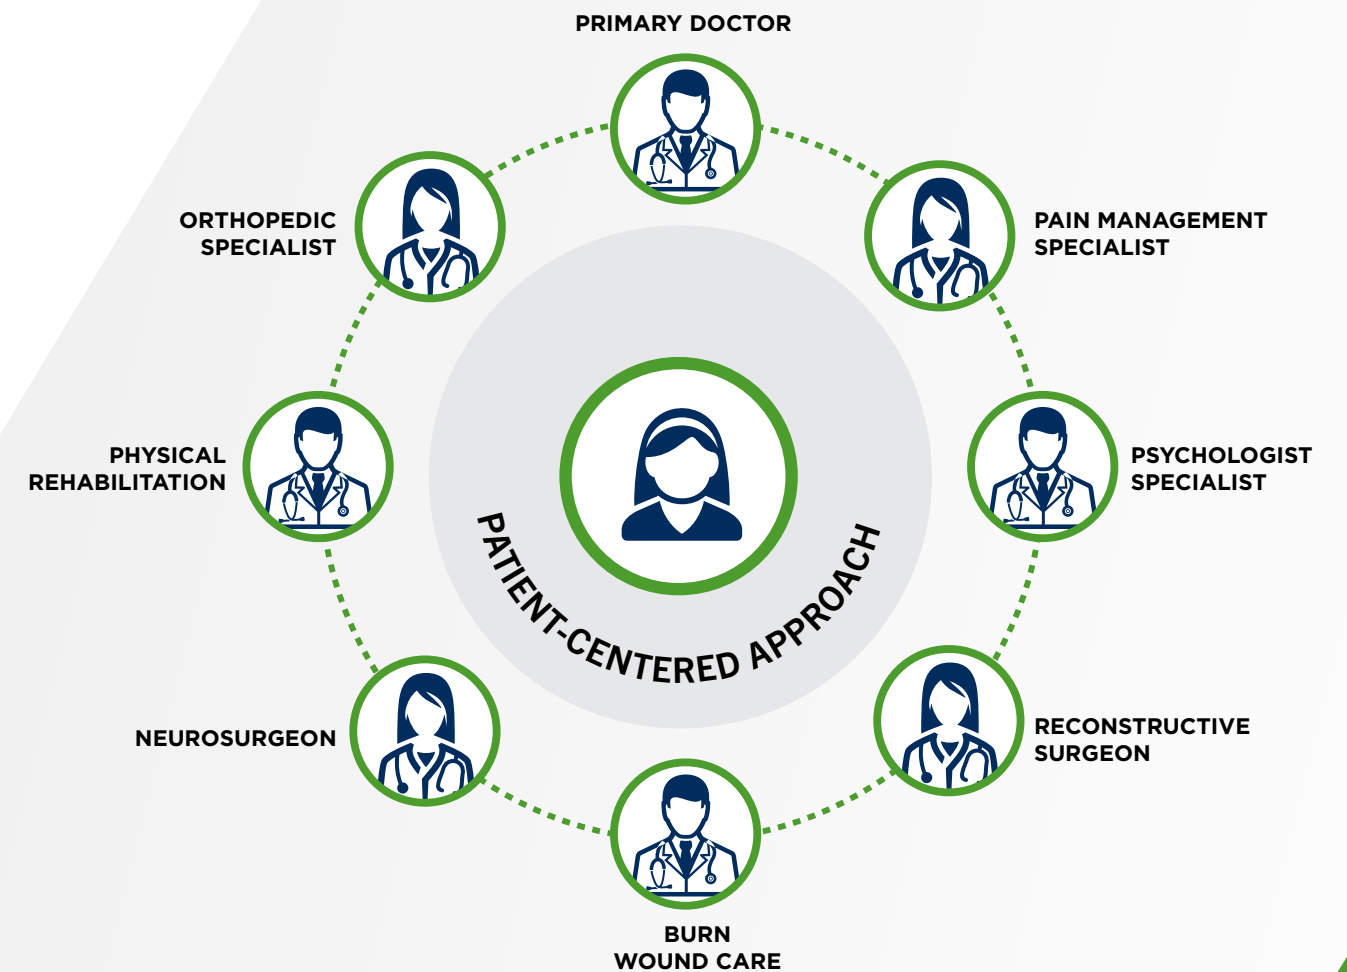 PRIMARY DOCTOR
ORTHOPEDIC
SPECIALIST
PAIN MANAGEMENT
SPECIALIST
PHYSICAL
REHABILITATION
PSYCHOLOGIST
SPECIALIST
PATIENT-CENTERED APPROACH
NEUROSURGEON
RECONSTRUCTIVE
SURGEON
BURN
WOUND CARE